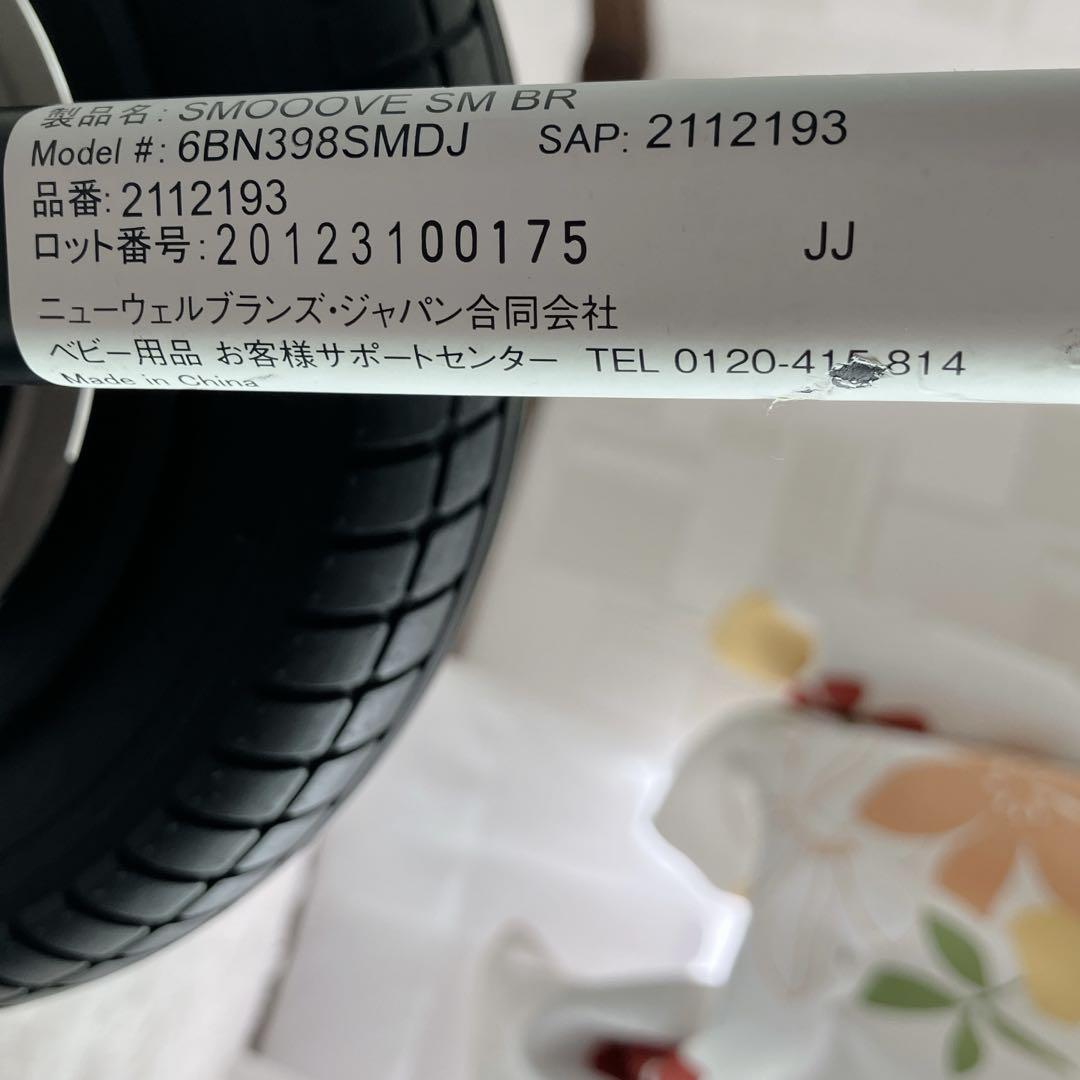 製品名: SMOOOVE SM BR
Model #: 6BN398SMDJ SAP: 2112193
品番: 2112193
ロット番号: 20123100175 JJ
ニューウェルブランズ・ジャパン合同会社
ベビー用品 お客様サポートセンター TEL 0120-415-814
Made in China